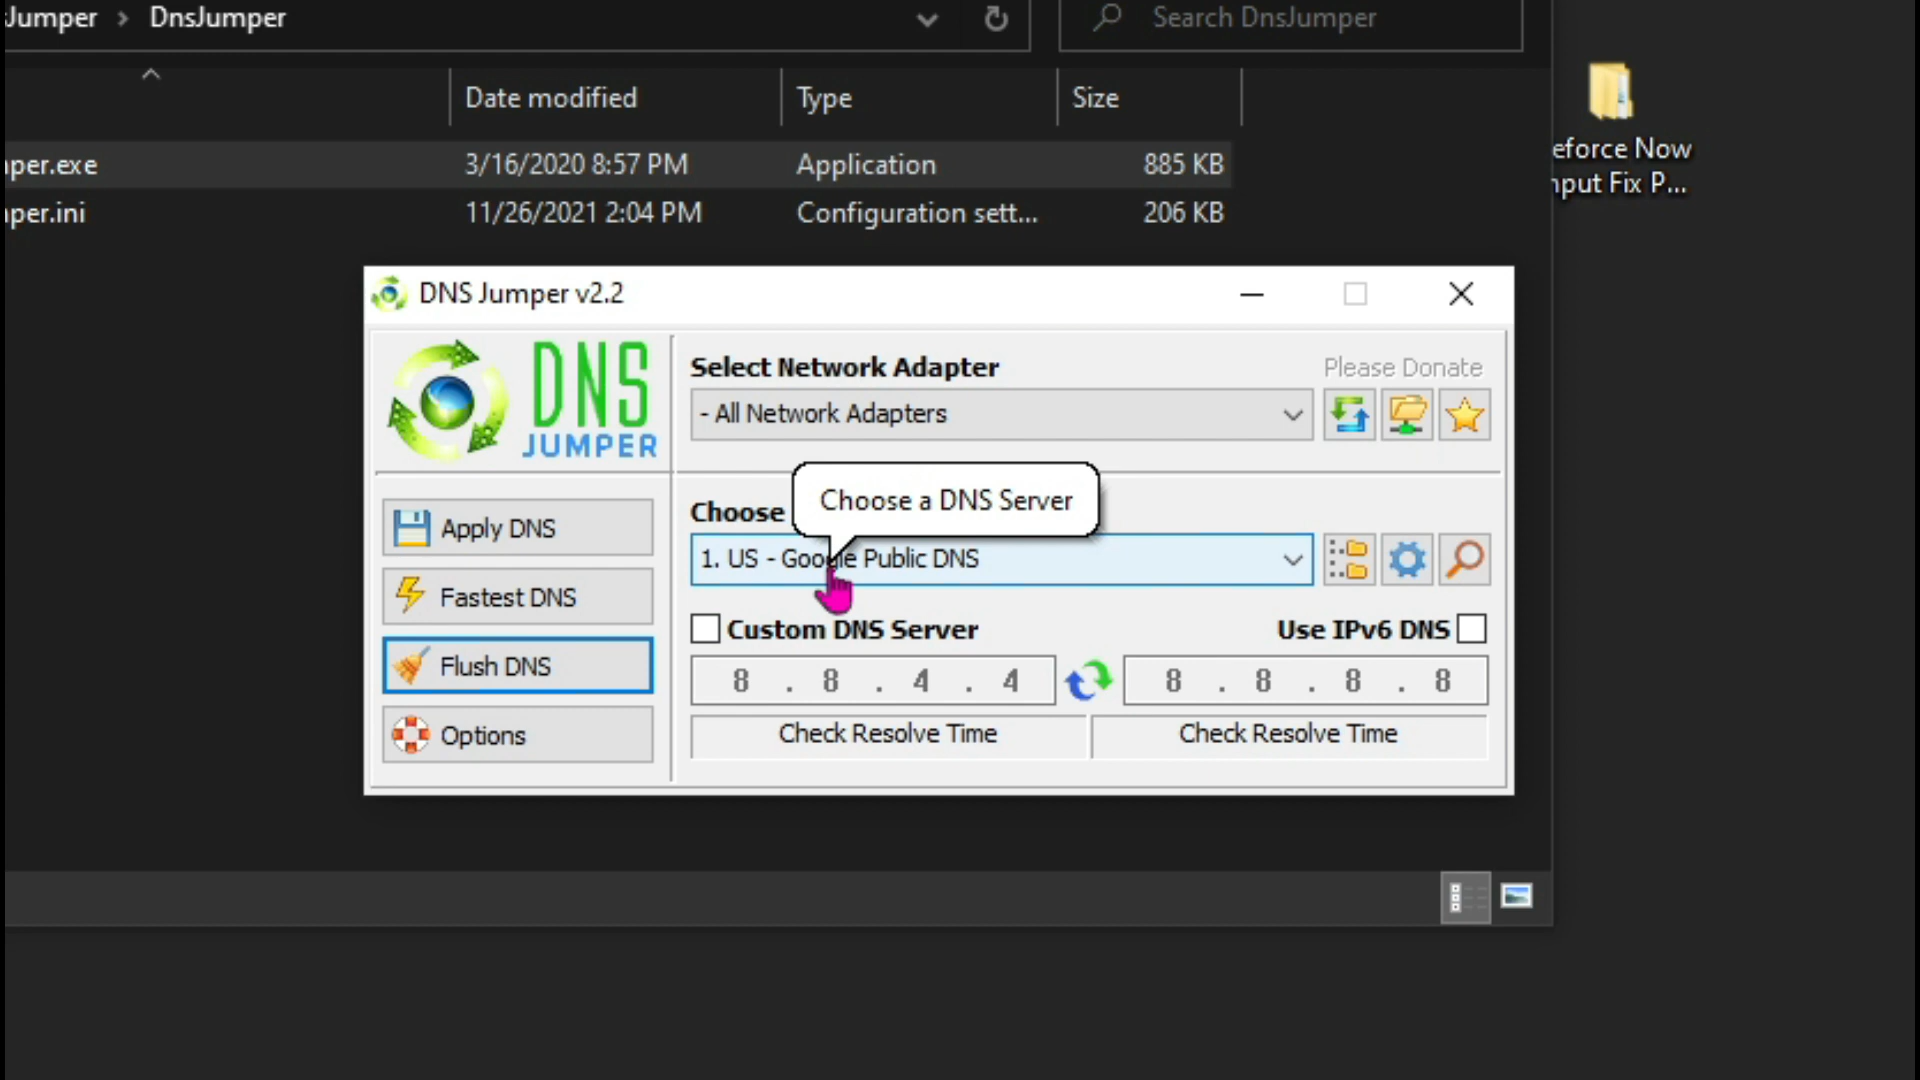 Jumper > DnsJumper
Search DnsJumper
Date modified
Type
Size
per.exe
3/16/2020 8:57 PM
Application
885 KB
per.ini
11/26/2021 2:04 PM
Configuration sett...
206 KB
eforce Now
nput Fix P...
DNS Jumper v2.2
DNS
JUMPER
Select Network Adapter
Please Donate
- All Network Adapters
Choose a DNS Server
Choose
1. US - Google Public DNS
Apply DNS
Fastest DNS
Flush DNS
Options
Custom DNS Server
Use IPv6 DNS
8 . 8 . 4 . 4
8 . 8 . 8 . 8
Check Resolve Time
Check Resolve Time